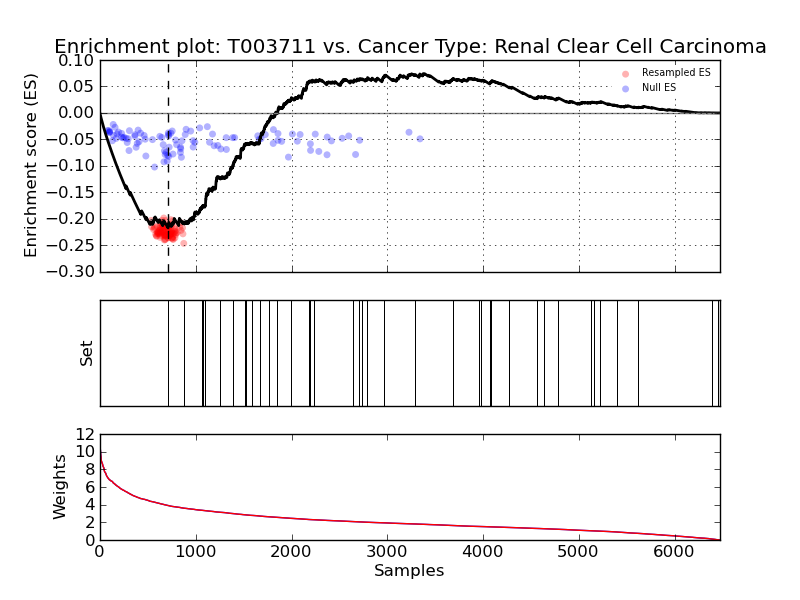 Enrichment plot: T003711 vs. Cancer Type: Renal Clear Cell Carcinoma
Enrichment score (ES)
0.10
0.05
0.00
−0.05
−0.10
−0.15
−0.20
−0.25
−0.30
Resampled ES
Null ES
Set
Weights
12
10
8
6
4
2
0
0 1000 2000 3000 4000 5000 6000
Samples